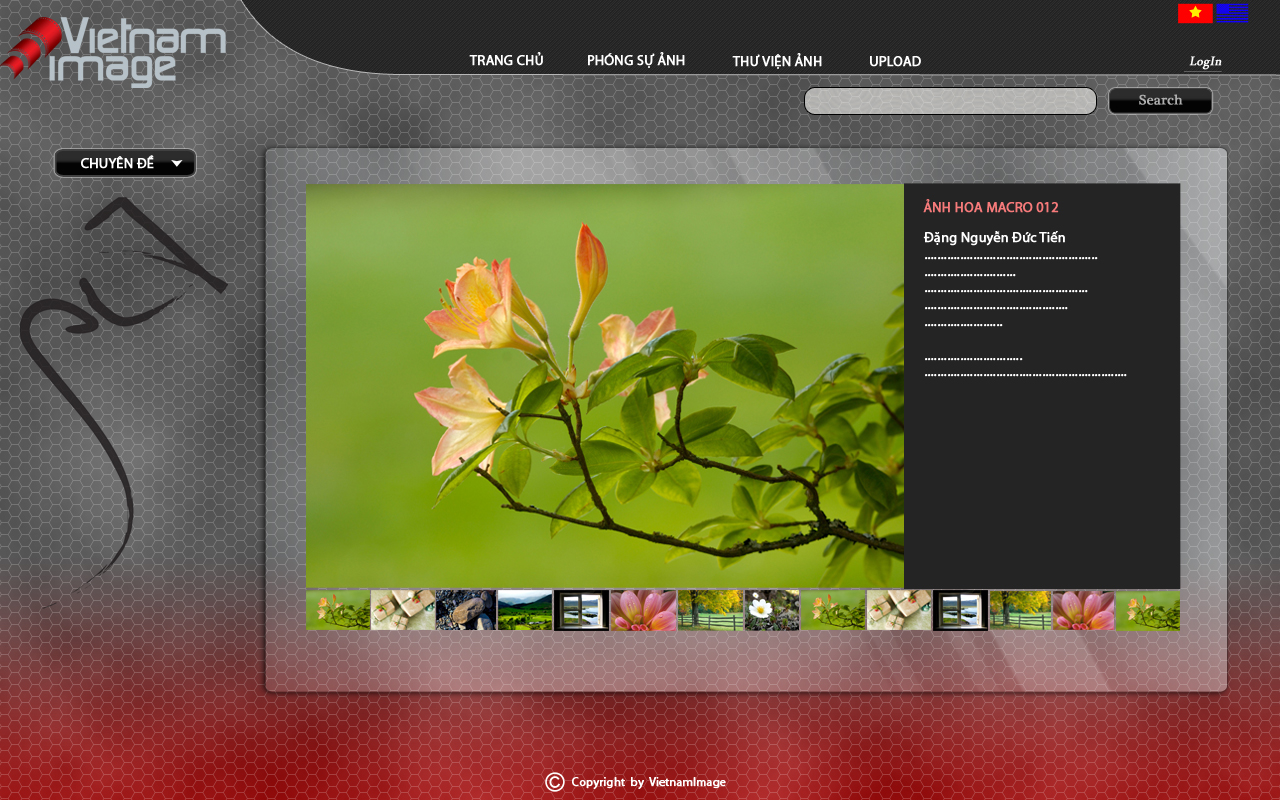 Vietnam
image
TRANG CHỦ
PHÓNG SỰ ẢNH
THƯ VIỆN ẢNH
UPLOAD
LogIn
Search
CHUYÊN ĐỀ
ẢNH HOA MACRO 012
Đặng Nguyễn Đức Tiến
© Copyright by VietnamImage